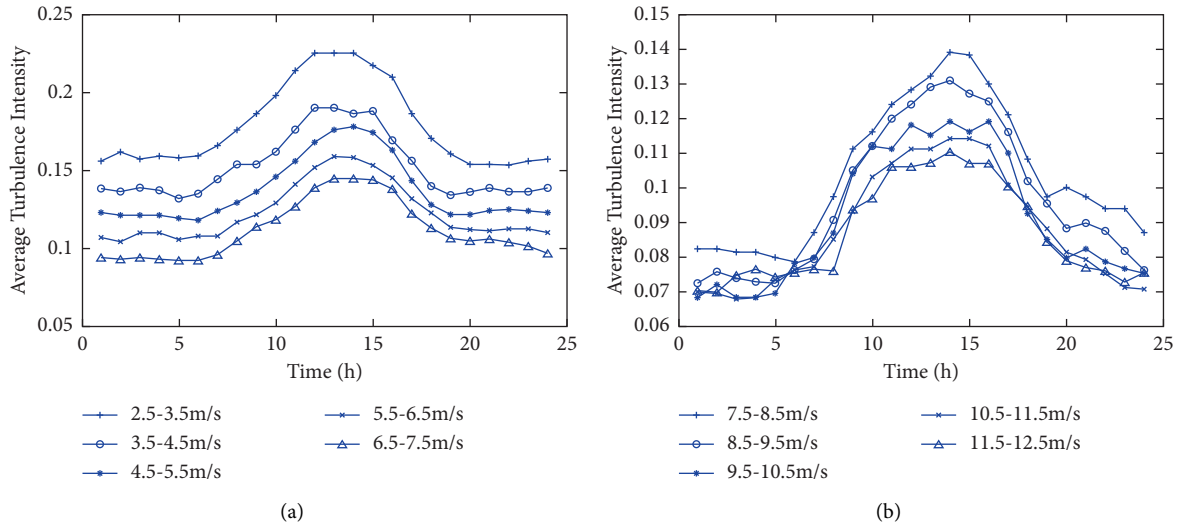 0.25
0.2
0.15
0.1
0.05
Average Turbulence Intensity
0 5 10 15 20 25
Time (h)
2.5-3.5m/s
3.5-4.5m/s
4.5-5.5m/s
5.5-6.5m/s
6.5-7.5m/s
(a)
0.15
0.14
0.13
0.12
0.11
0.1
0.09
0.08
0.07
0.06
Average Turbulence Intensity
0 5 10 15 20 25
Time (h)
7.5-8.5m/s
8.5-9.5m/s
9.5-10.5m/s
10.5-11.5m/s
11.5-12.5m/s
(b)